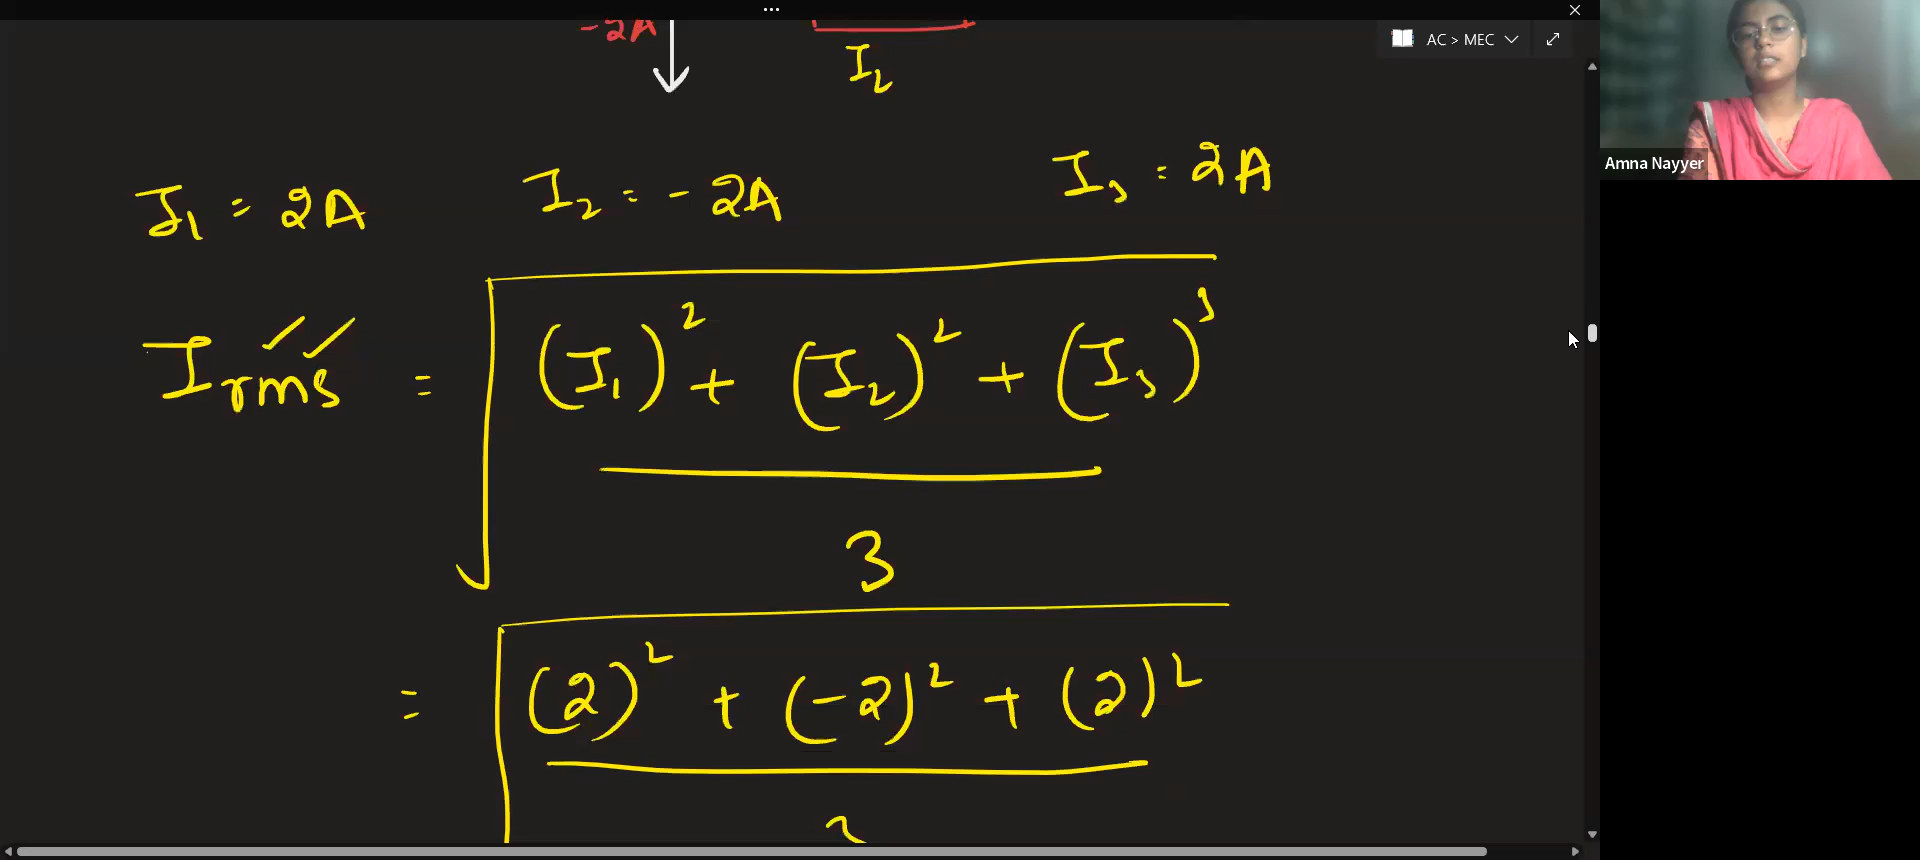 -2A
I₂
AC > MEC
Amna Nayyer
I₁ = 2A I₂ = -2A I₃ = 2A
Irms = √ (I₁)² + (I₂)² + (I₃)³
3
= √ (2)² + (-2)² + (2)²